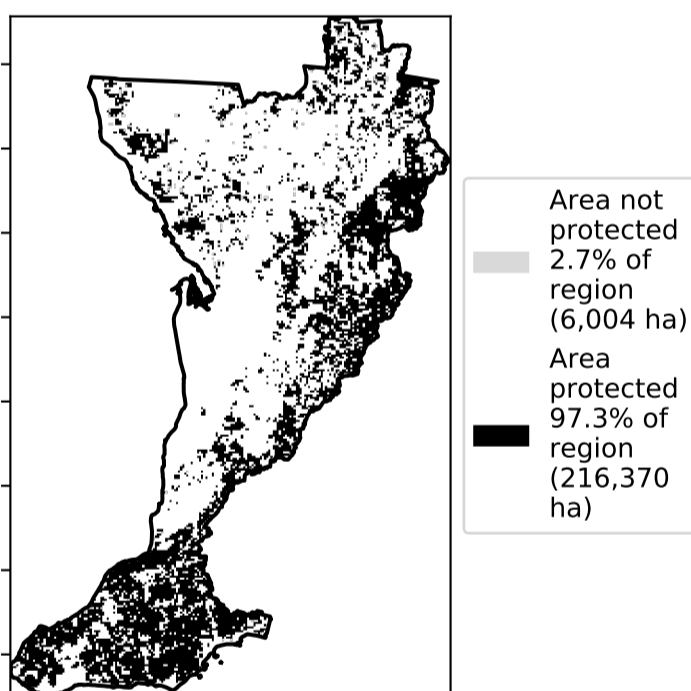 Area not
protected
2.7% of
region
(6,004 ha)
Area
protected
97.3% of
region
(216,370
ha)